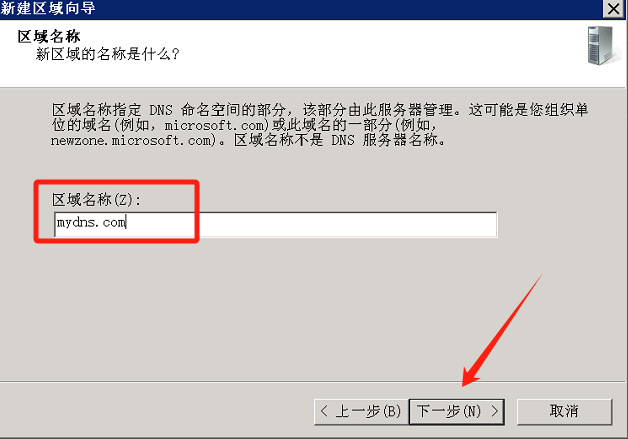 新建区域向导
区域名称
新区域的名称是什么?
区域名称指定 DNS 命名空间的部分，该部分由此服务器管理。这可能是您组织单
位的域名(例如，microsoft.com)或此域名的一部分(例如，
newzone.microsoft.com)。区域名称不是 DNS 服务器名称。
区域名称(Z):
mydns.com
< 上一步(B) 下一步(N) > 取消